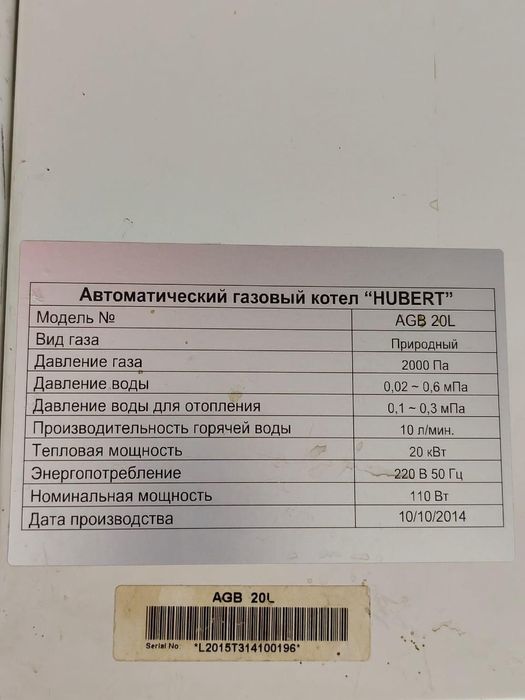 Автоматический газовый котел “HUBERT”
Модель № AGB 20L
Вид газа Природный
Давление газа 2000 Па
Давление воды 0,02 ~ 0,6 мПа
Давление воды для отопления 0,1 ~ 0,3 мПа
Производительность горячей воды 10 л/мин.
Тепловая мощность 20 кВт
Энергопотребление 220 В 50 Гц
Номинальная мощность 110 Вт
Дата производства 10/10/2014
AGB 20L
Serial No: *L2015T314100196*